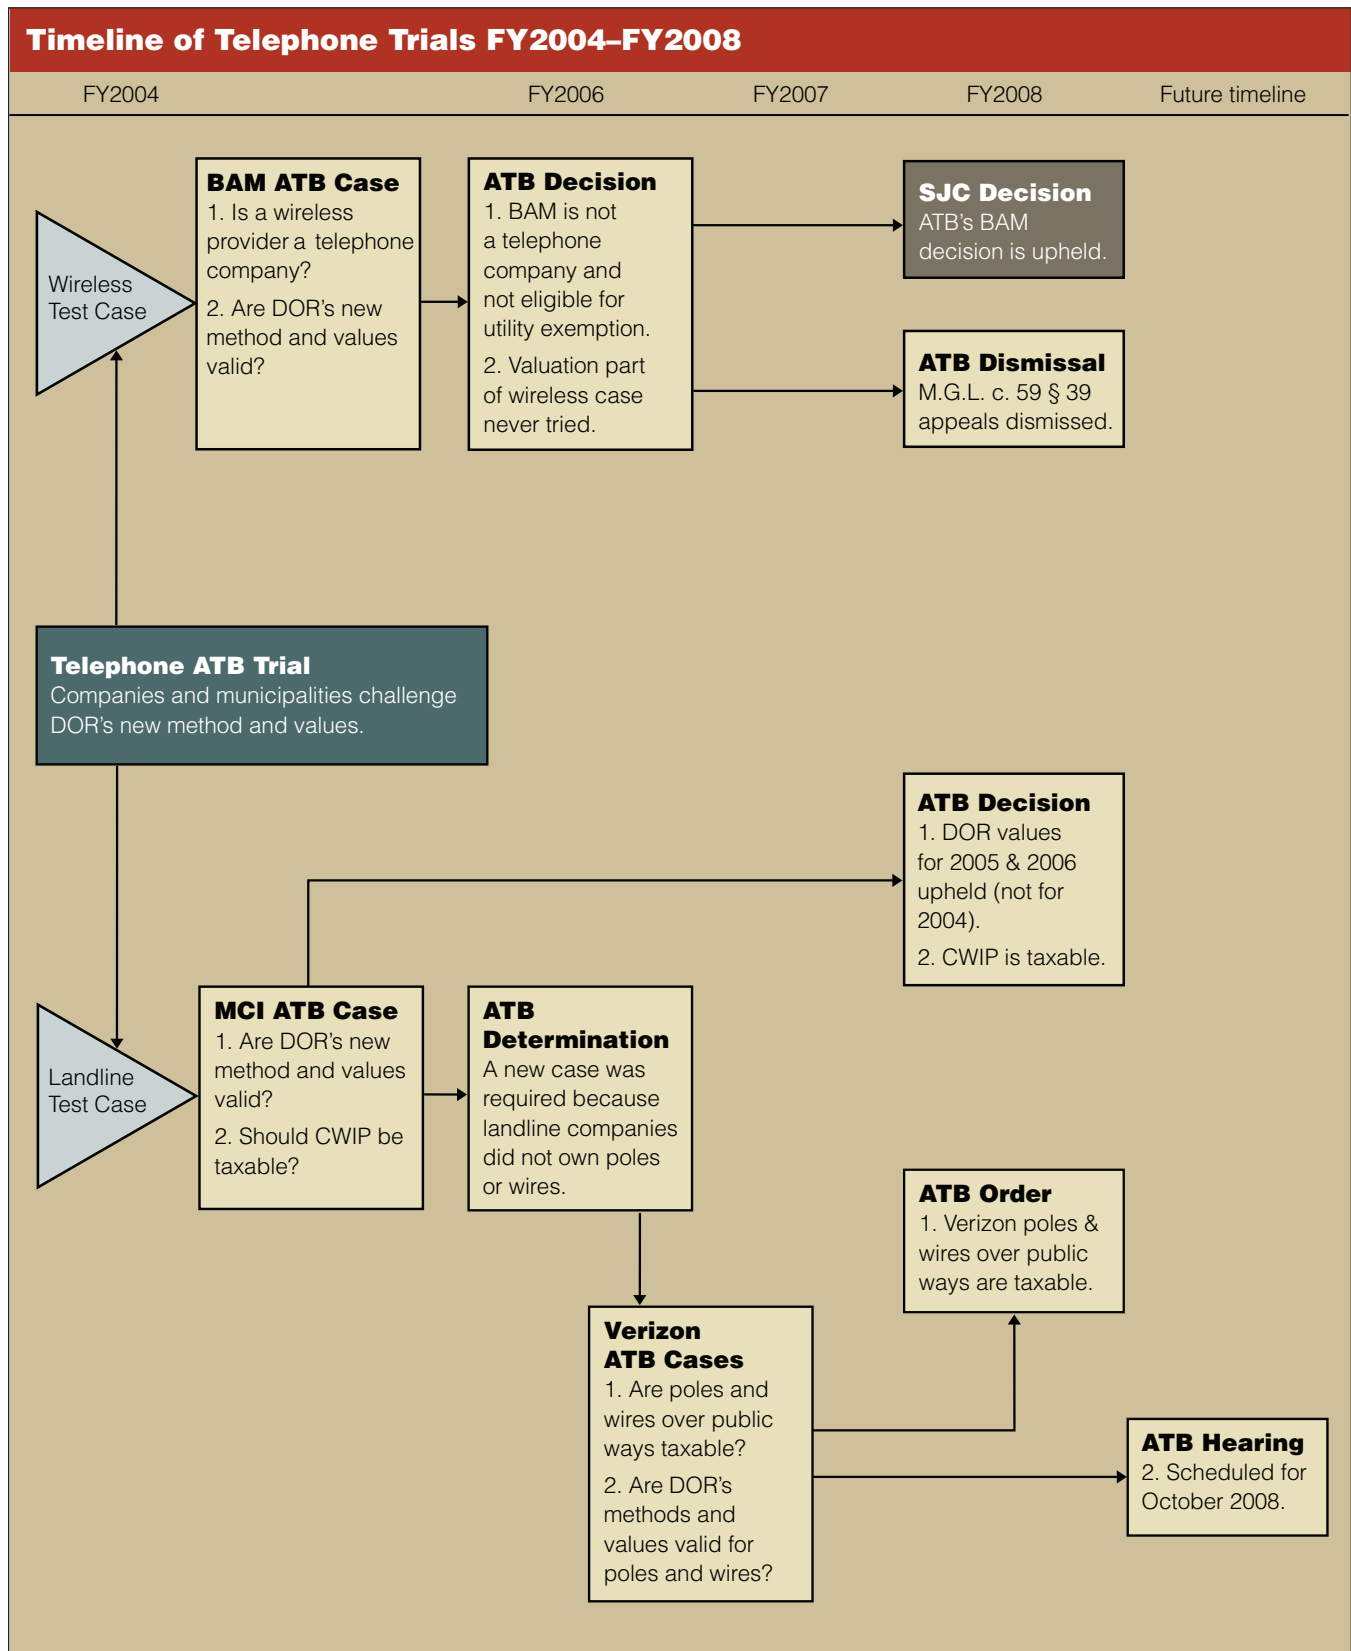 Timeline of Telephone Trials FY2004–FY2008
FY2004
FY2006
FY2007
FY2008
Future timeline
Wireless
Test Case
BAM ATB Case
1. Is a wireless
provider a telephone
company?
2. Are DOR's new
method and values
valid?
ATB Decision
1. BAM is not
a telephone
company and
not eligible for
utility exemption.
2. Valuation part
of wireless case
never tried.
SJC Decision
ATB's BAM
decision is upheld.
ATB Dismissal
M.G.L. c. 59 § 39
appeals dismissed.
Telephone ATB Trial
Companies and municipalities challenge
DOR's new method and values.
ATB Decision
1. DOR values
for 2005 & 2006
upheld (not for
2004).
2. CWIP is taxable.
Landline
Test Case
MCI ATB Case
1. Are DOR's new
method and values
valid?
2. Should CWIP be
taxable?
ATB
Determination
A new case was
required because
landline companies
did not own poles
or wires.
ATB Order
1. Verizon poles &
wires over public
ways are taxable.
Verizon
ATB Cases
1. Are poles and
wires over public
ways taxable?
2. Are DOR's
methods and
values valid for
poles and wires?
ATB Hearing
2. Scheduled for
October 2008.